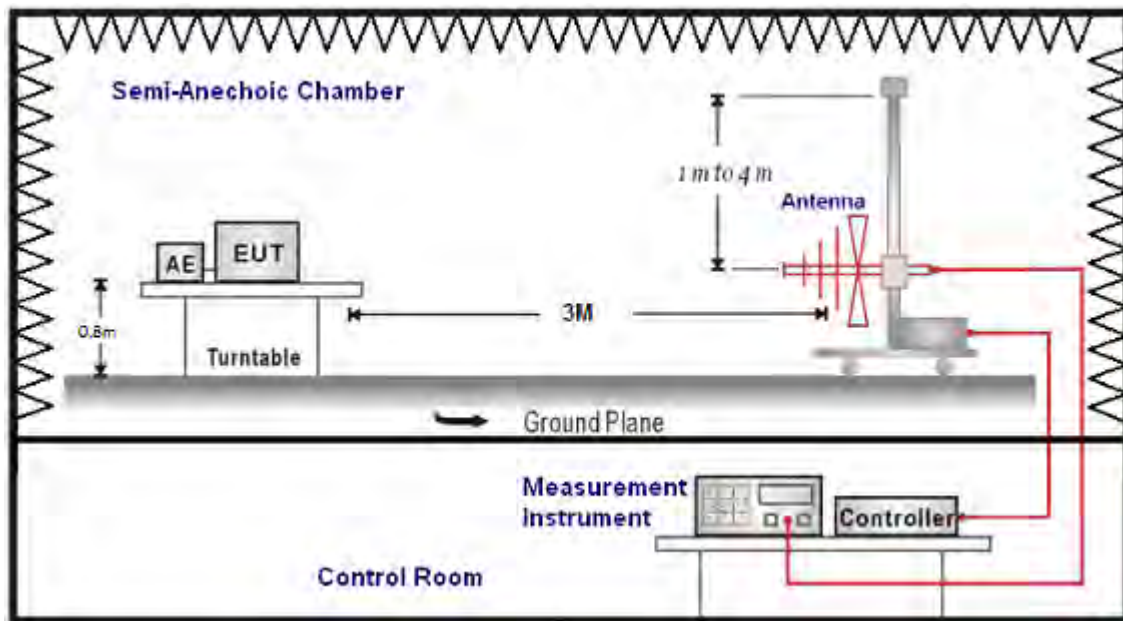 Semi-Anechoic Chamber
1 m to 4 m
Antenna
AE
EUT
3M
0.8m
Turntable
Ground Plane
Measurement
Instrument
Controller
Control Room